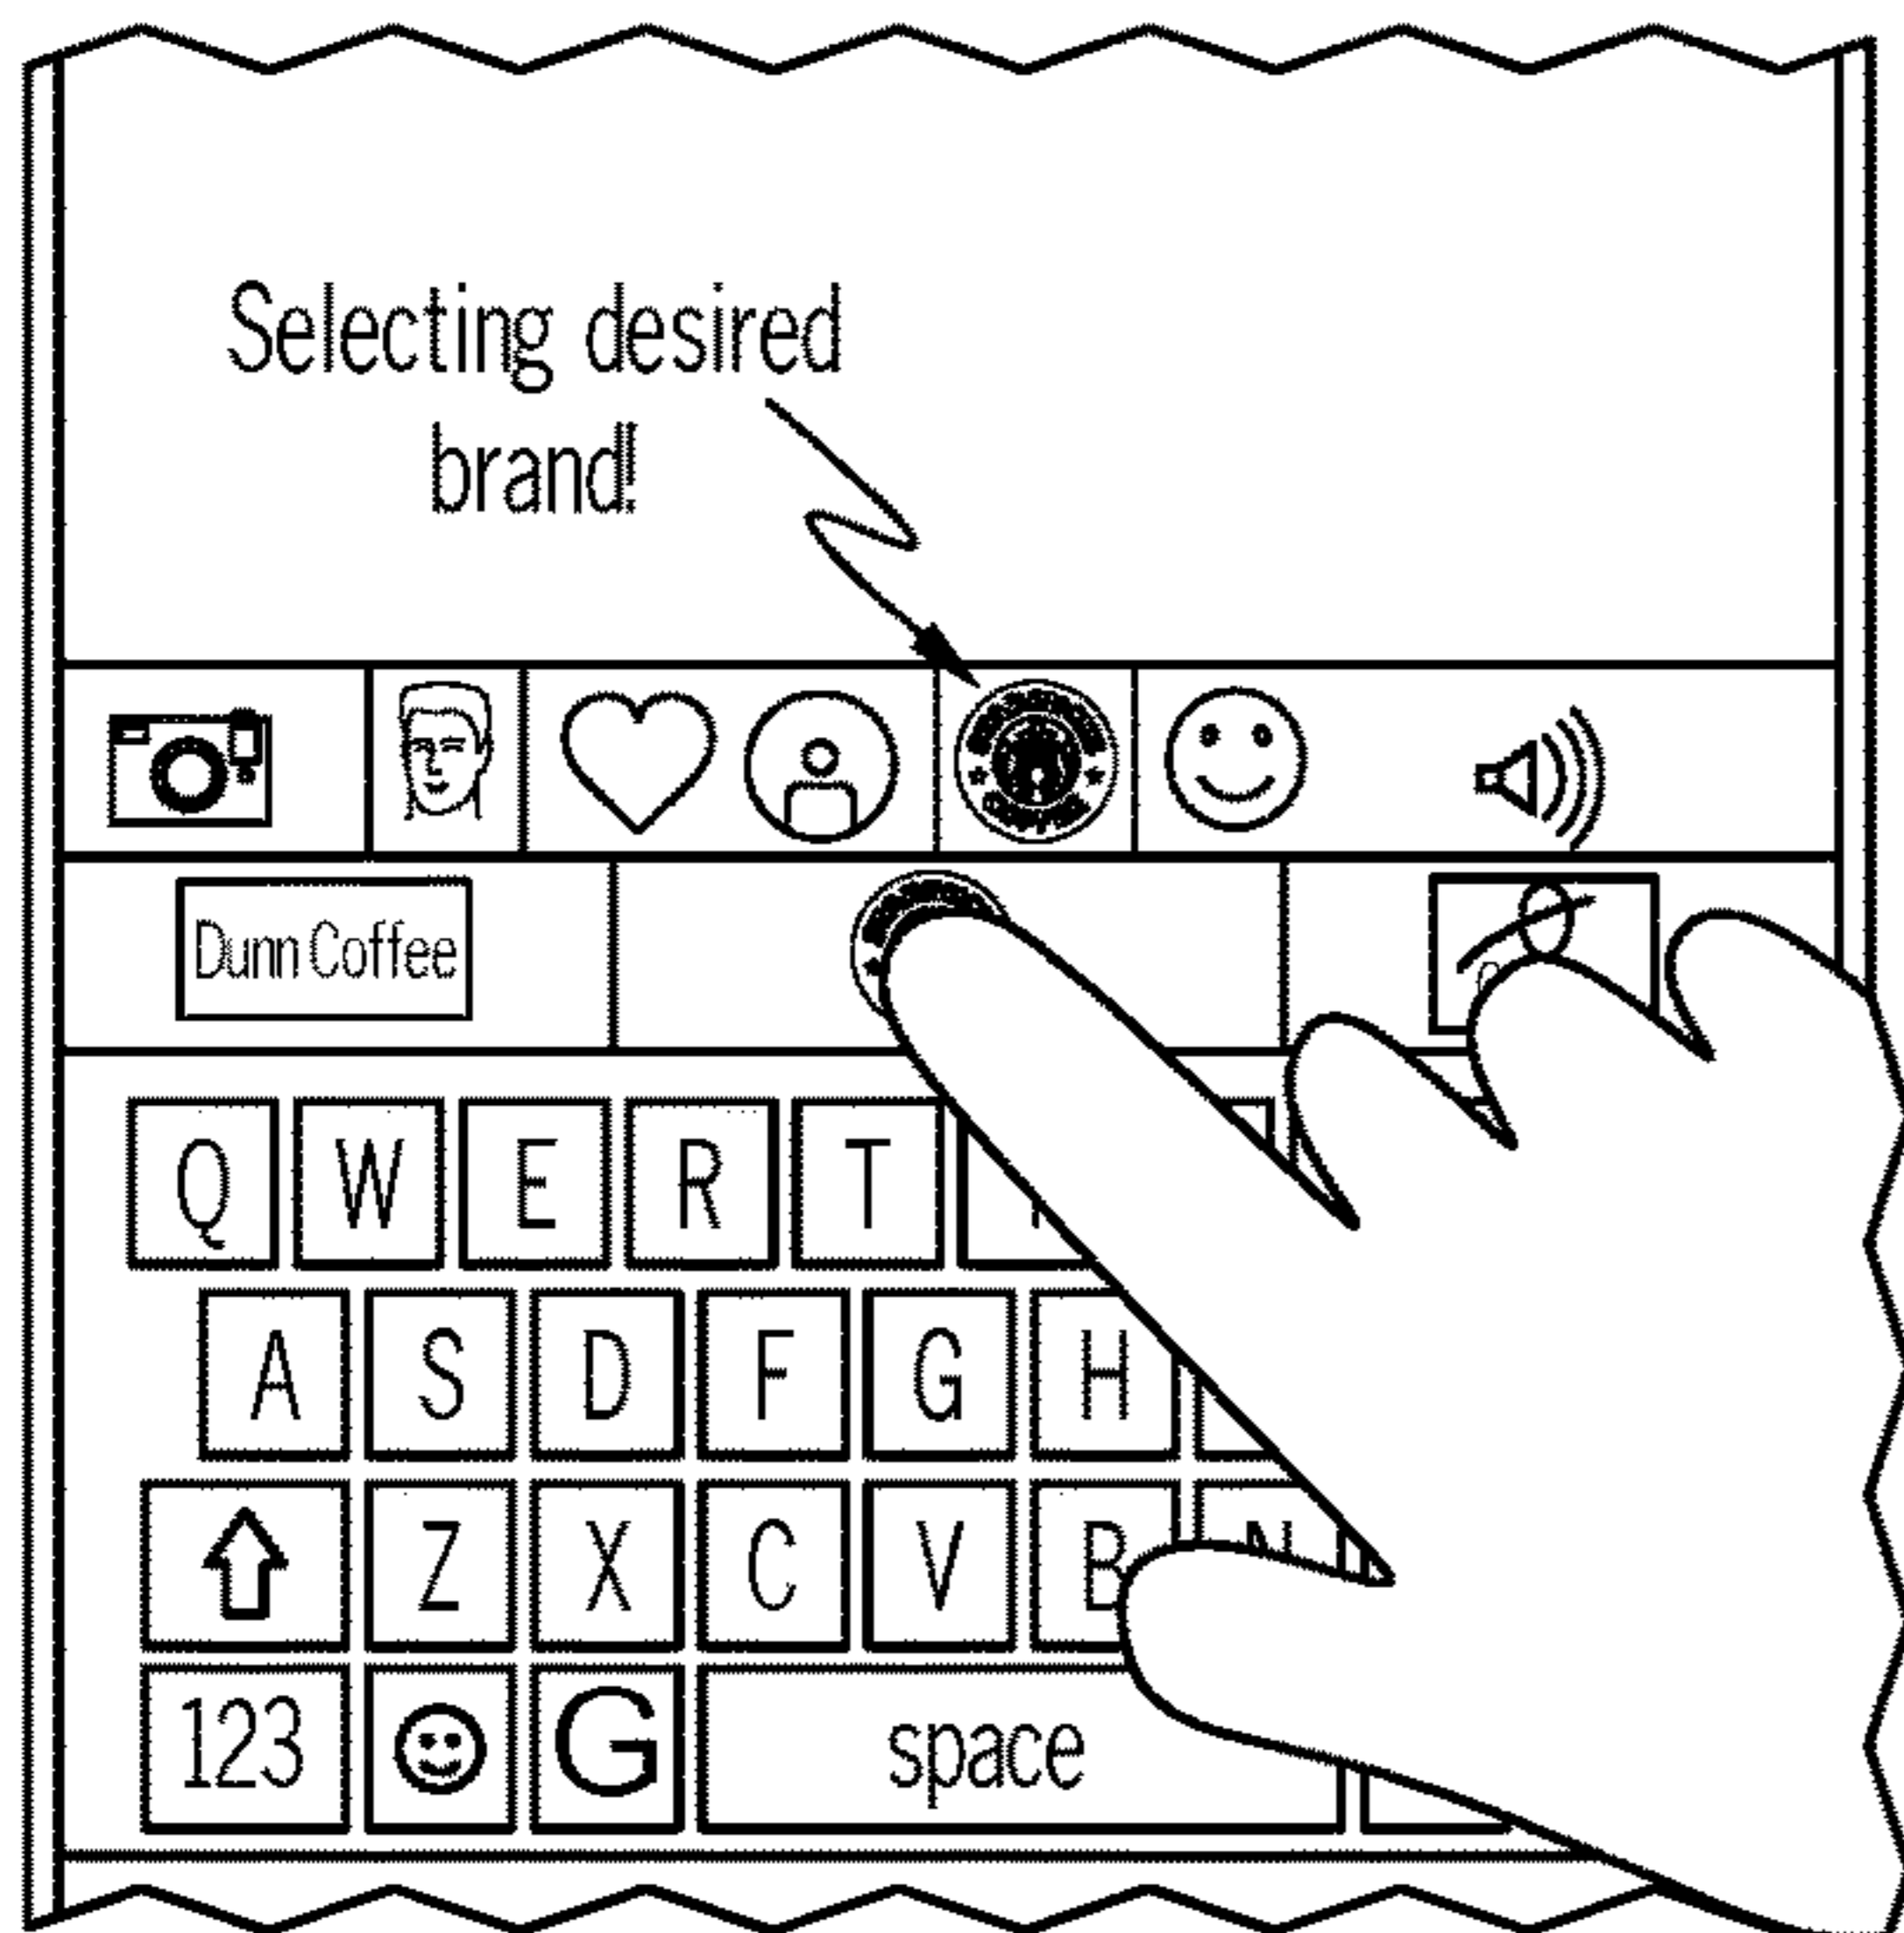 Selecting desired
brand!
Dunn Coffee
Q W E R T
A S D F G H
Z X C V B N
123 G space